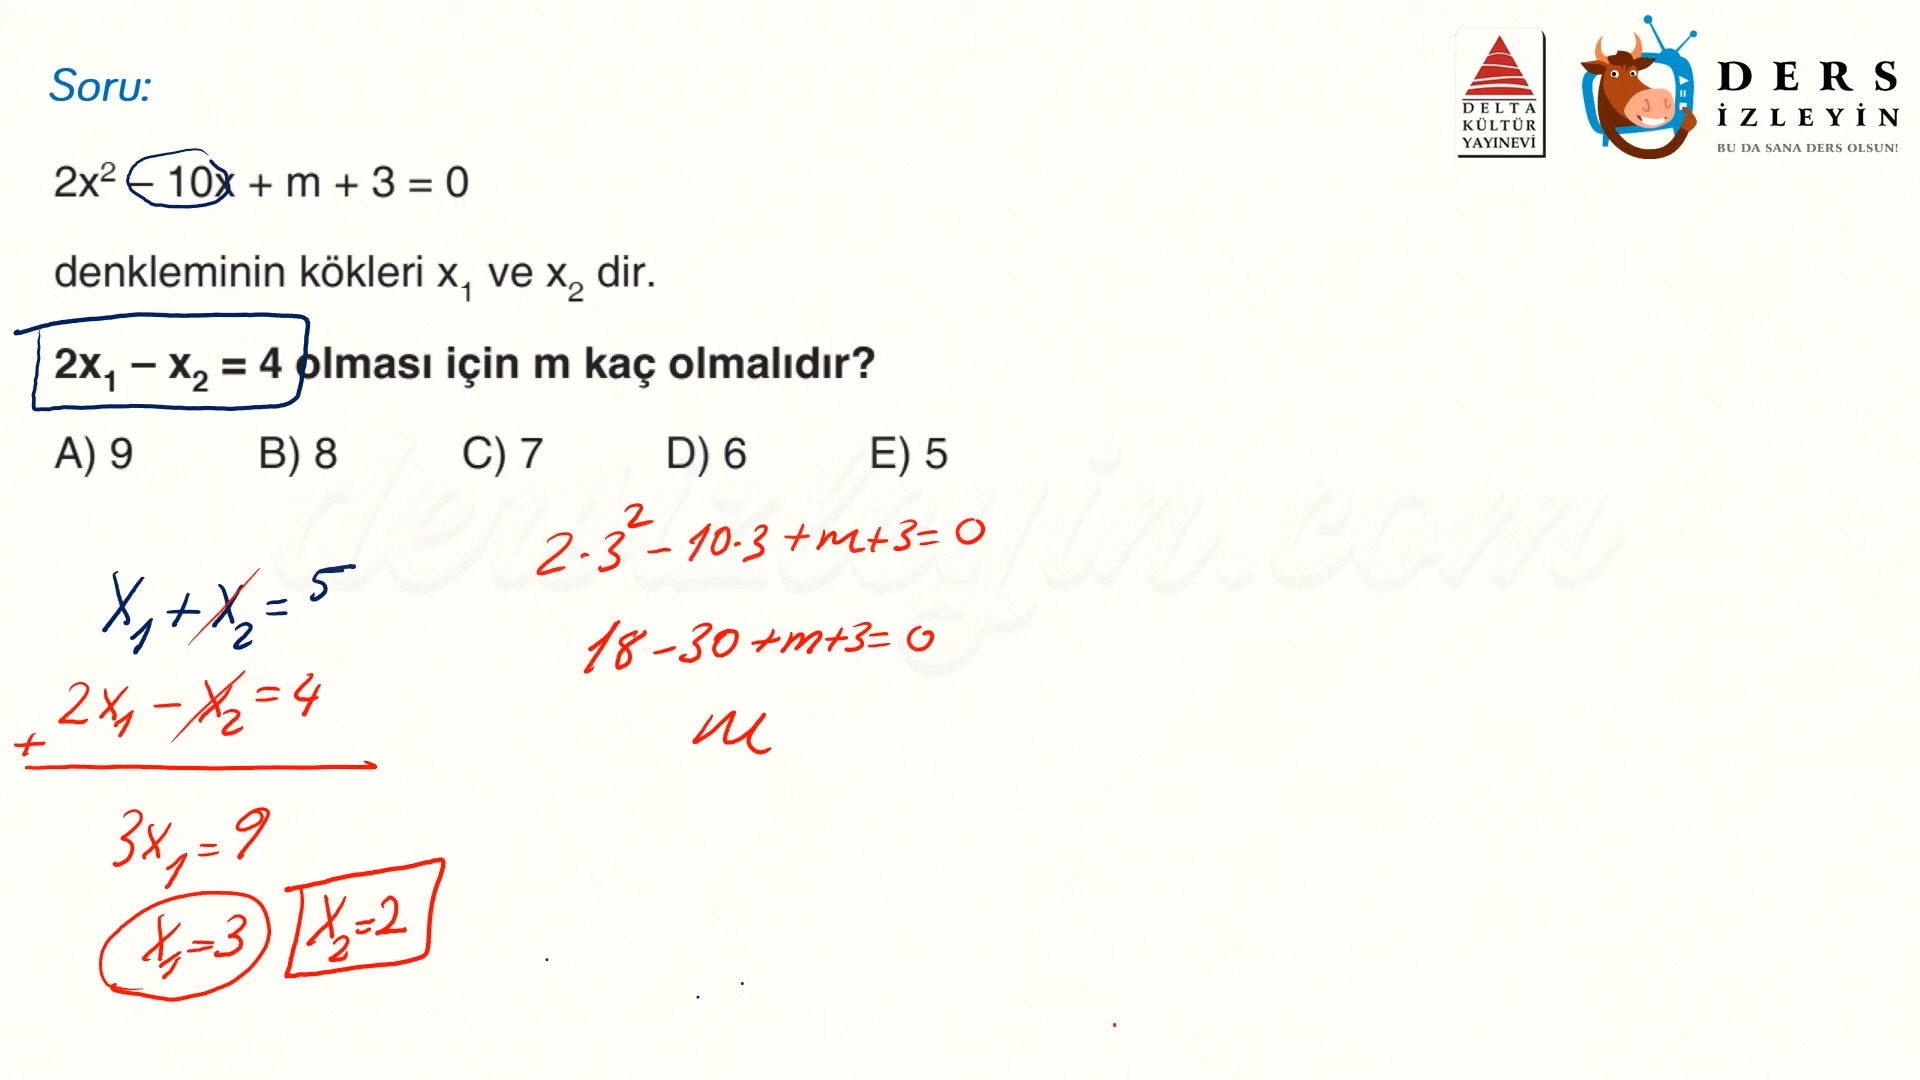 Soru:
2x² – 10x + m + 3 = 0
denkleminin kökleri x₁ ve x₂ dir.
2x₁ – x₂ = 4 olması için m kaç olmalıdır?
A) 9 B) 8 C) 7 D) 6 E) 5
x₁ + x₂ = 5
2x₁ – x₂ = 4
+
3x₁ = 9
x₁ = 3 x₂ = 2
2·3² – 10·3 + m + 3 = 0
18 – 30 + m + 3 = 0
m
DELTA
KÜLTÜR
YAYINEVİ
DERS
İZLEYİN
BU DA SANA DERS OLSUN!
dersizleyin.com